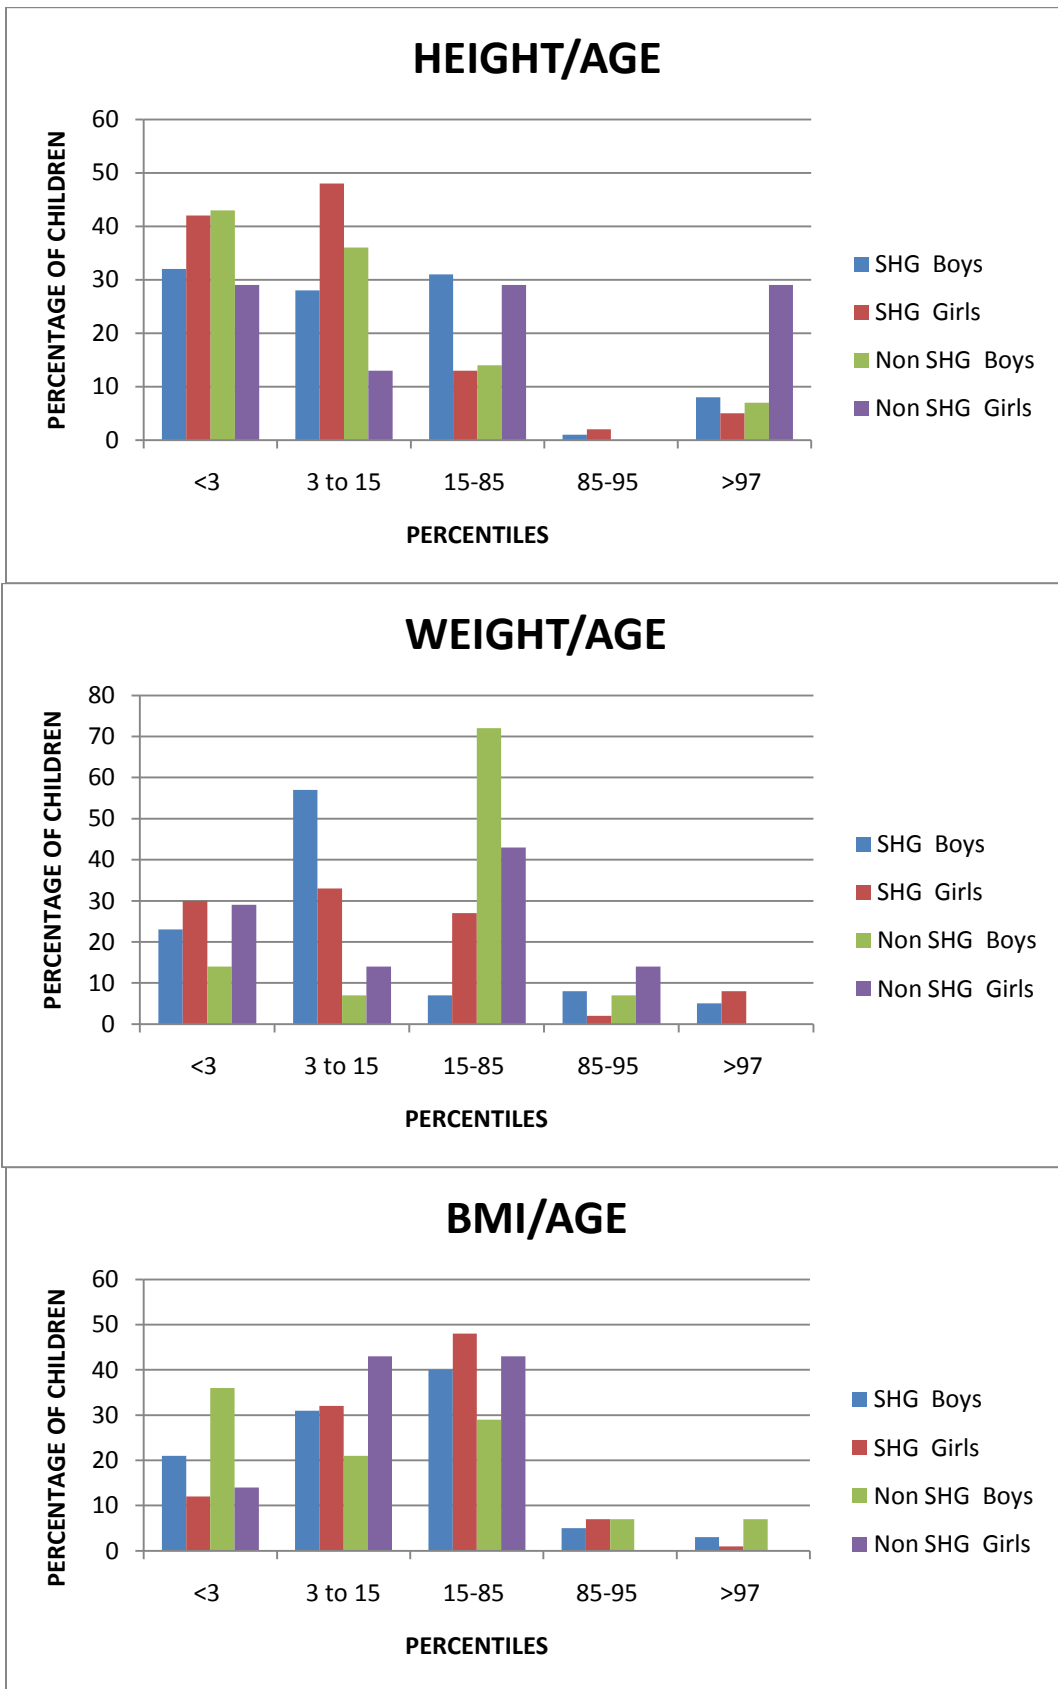 HEIGHT/AGE
PERCENTAGE OF CHILDREN
60
50
40
30
20
10
0
<3 3 to 15 15-85 85-95 >97
PERCENTILES
SHG Boys
SHG Girls
Non SHG Boys
Non SHG Girls
WEIGHT/AGE
PERCENTAGE OF CHILDREN
80
70
60
50
40
30
20
10
0
<3 3 to 15 15-85 85-95 >97
PERCENTILES
SHG Boys
SHG Girls
Non SHG Boys
Non SHG Girls
BMI/AGE
PERCENTAGE OF CHILDREN
60
50
40
30
20
10
0
<3 3 to 15 15-85 85-95 >97
PERCENTILES
SHG Boys
SHG Girls
Non SHG Boys
Non SHG Girls